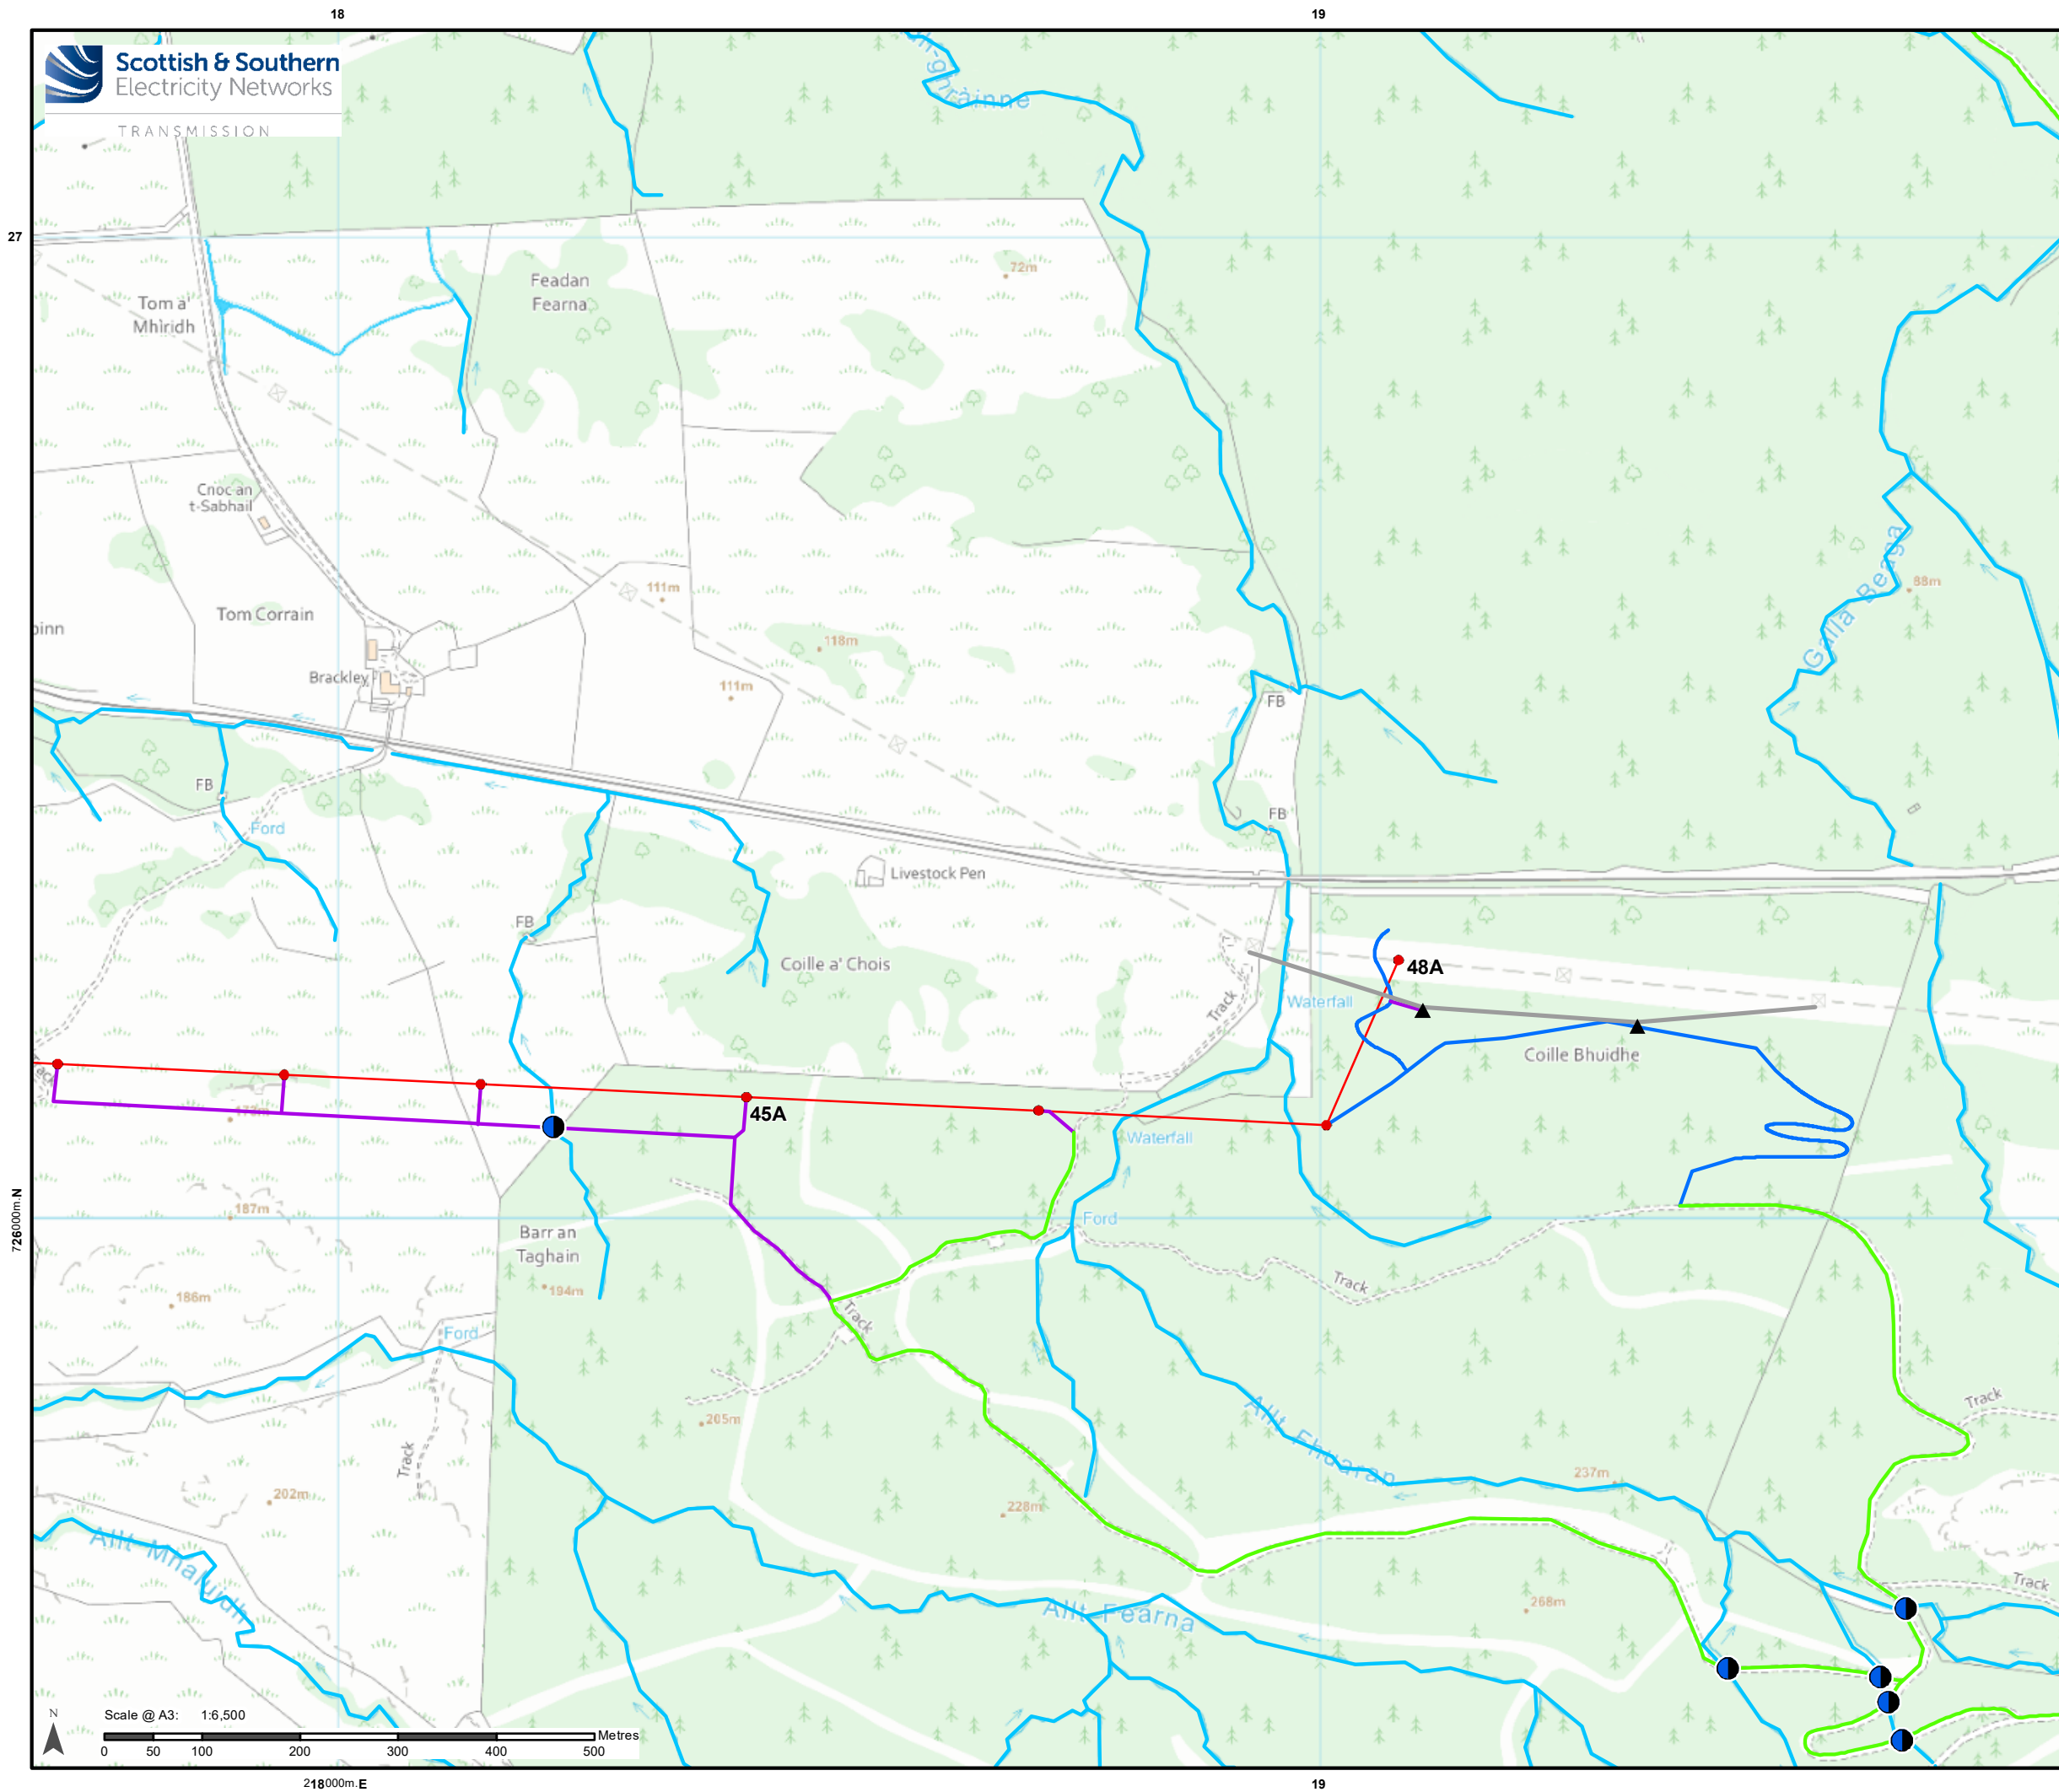 18
19
Scottish & Southern
Electricity Networks
TRANSMISSION
ghràinne
27
Feadan
Fearna
72m
Tom a'
Mhiridh
Cnoc an
t-Sabhail
Galla Beaga
88m
111m
Tom Corrain
118m
Brackley
111m
FB
FB
FB
Ford
Livestock Pen
FB
Coille a' Chois
48A
Track
Waterfall
Coille Bhuidhe
45A
173m
Waterfall
187m
Ford
726000m.N
Barr an
Taghain
194m
Track
186m
Track
Ford
Track
205m
Allt Fhuaran
Track
237m
202m
228m
Allt Mhaluidh
Track
268m
Allt Fearna
N
Scale @ A3: 1:6,500
Metres
0 50 100 200 300 400 500
218000m.E
19